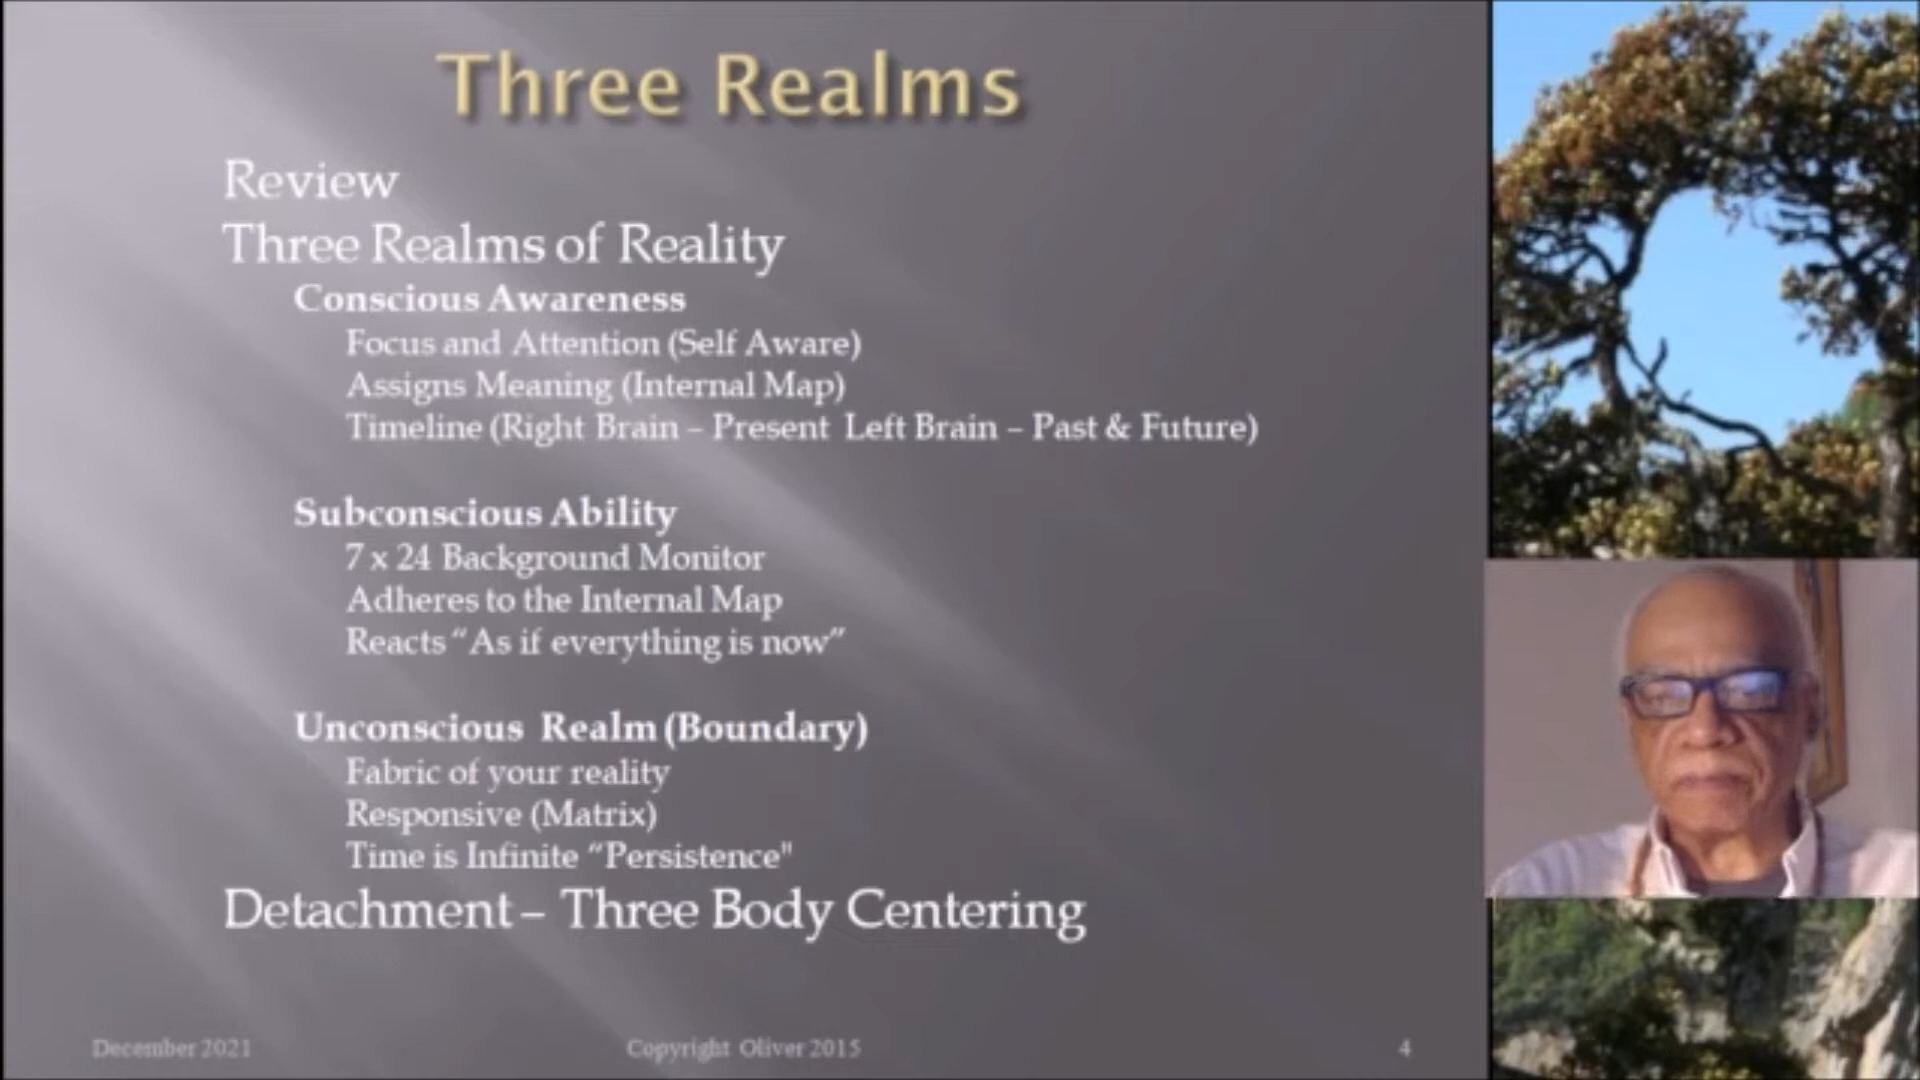 Three Realms
Review
Three Realms of Reality
Conscious Awareness
Focus and Attention (Self Aware)
Assigns Meaning (Internal Map)
Timeline (Right Brain – Present Left Brain – Past & Future)
Subconscious Ability
7 x 24 Background Monitor
Adheres to the Internal Map
Reacts “As if everything is now”
Unconscious Realm (Boundary)
Fabric of your reality
Responsive (Matrix)
Time is Infinite “Persistence"
Detachment – Three Body Centering
December 2021
Copyright Oliver 2015
4